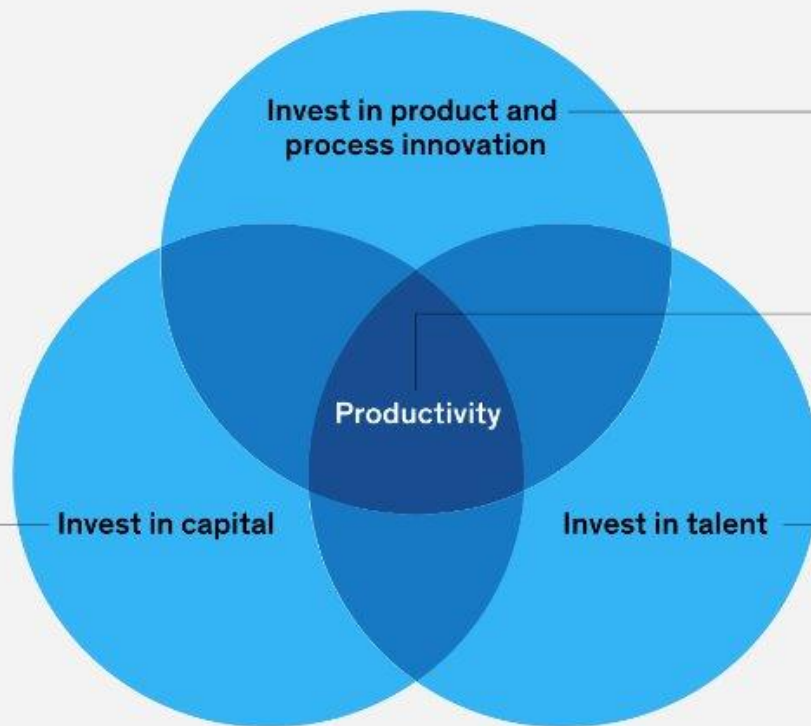 Invest in product and
process innovation
Productivity
Invest in capital
Invest in talent